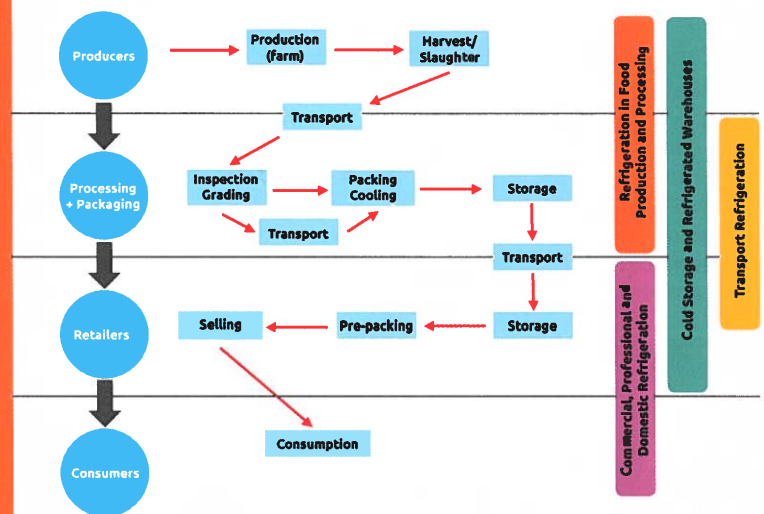 Producers
Production
(farm)
Harvest/
Slaughter
Transport
Processing
+ Packaging
Inspection
Grading
Packing
Cooling
Storage
Transport
Transport
Retailers
Selling
Pre-packing
Storage
Consumption
Consumers
Refrigeration in Food
Production and Processing
Cold Storage and Refrigerated Warehouses
Transport Refrigeration
Commercial, Professional and
Domestic Refrigeration